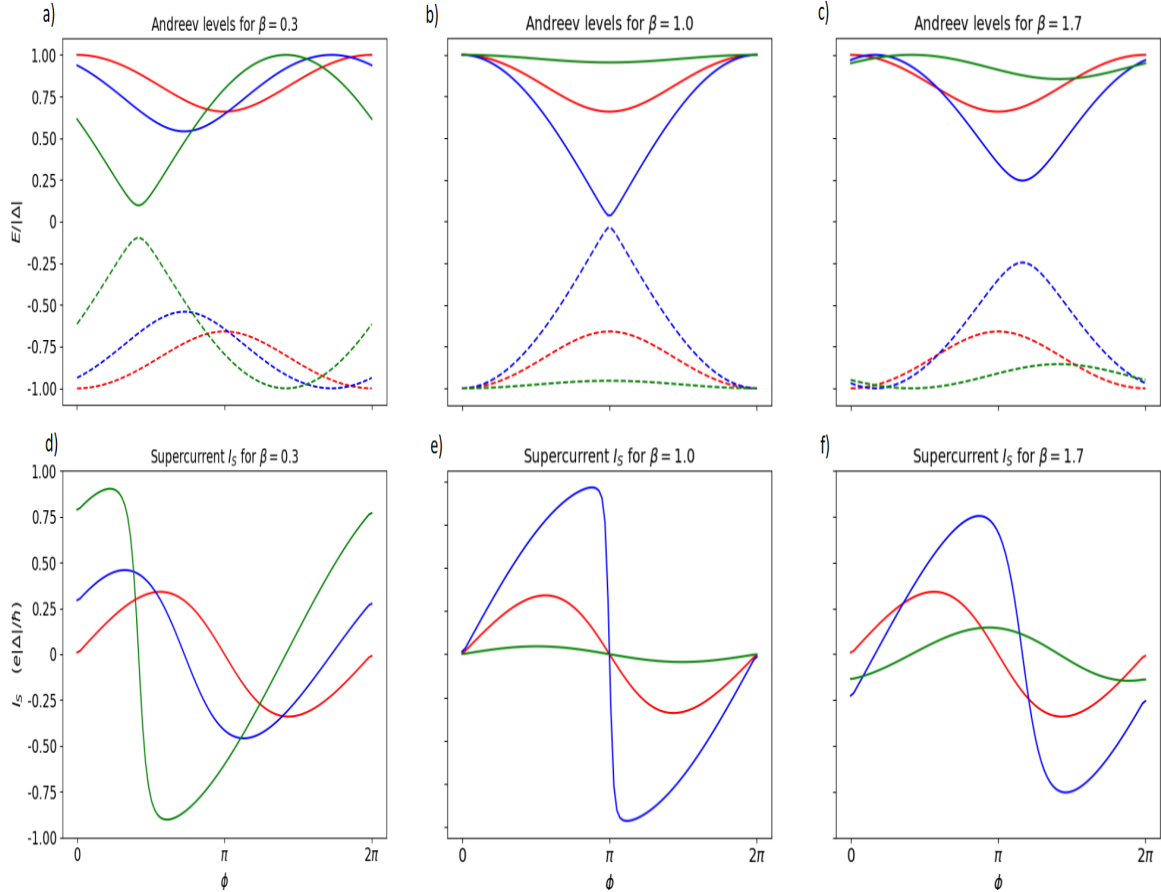 a)
Andreev levels for β = 0.3
b)
Andreev levels for β = 1.0
c)
Andreev levels for β = 1.7
1.00
0.75
0.50
0.25
0
-0.25
-0.50
-0.75
-1.00
E/|Δ|
d)
Supercurrent I_S for β = 0.3
e)
Supercurrent I_S for β = 1.0
f)
Supercurrent I_S for β = 1.7
1.00
0.75
0.50
0.25
0
-0.25
-0.50
-0.75
-1.00
I_S (e|Δ|/ħ)
0 π 2π
0 π 2π
0 π 2π
ϕ
ϕ
ϕ